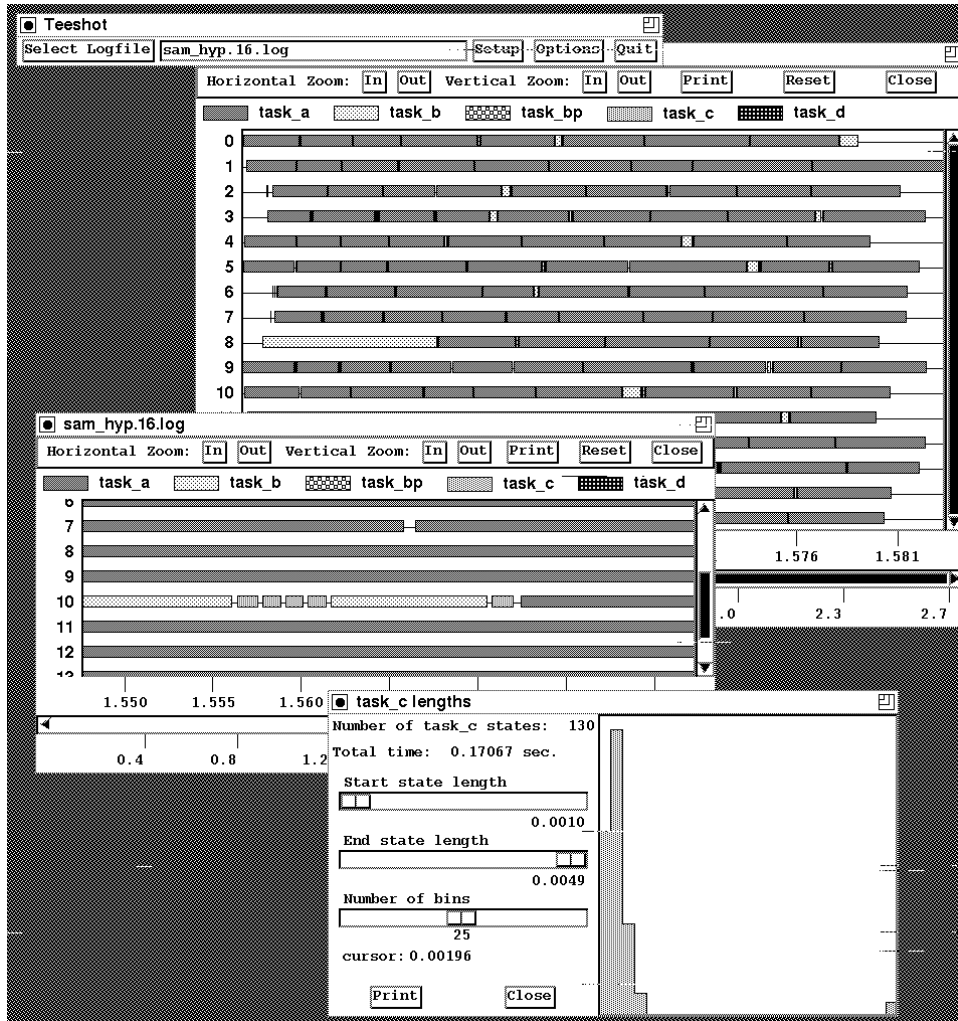 Teeshot
Select Logfile sam_hyp.16.log Setup Options Quit
Horizontal Zoom: In Out Vertical Zoom: In Out Print Reset Close
task_a task_b task_bp task_c task_d
0
1
2
3
4
5
6
7
8
9
10
1.576 1.581
.0 2.3 2.7
sam_hyp.16.log
Horizontal Zoom: In Out Vertical Zoom: In Out Print Reset Close
task_a task_b task_bp task_c task_d
6
7
8
9
10
11
12
13
1.550 1.555 1.560
0.4 0.8 1.2
task_c lengths
Number of task_c states: 130
Total time: 0.17067 sec.
Start state length
0.0010
End state length
0.0049
Number of bins
25
cursor: 0.00196
Print Close